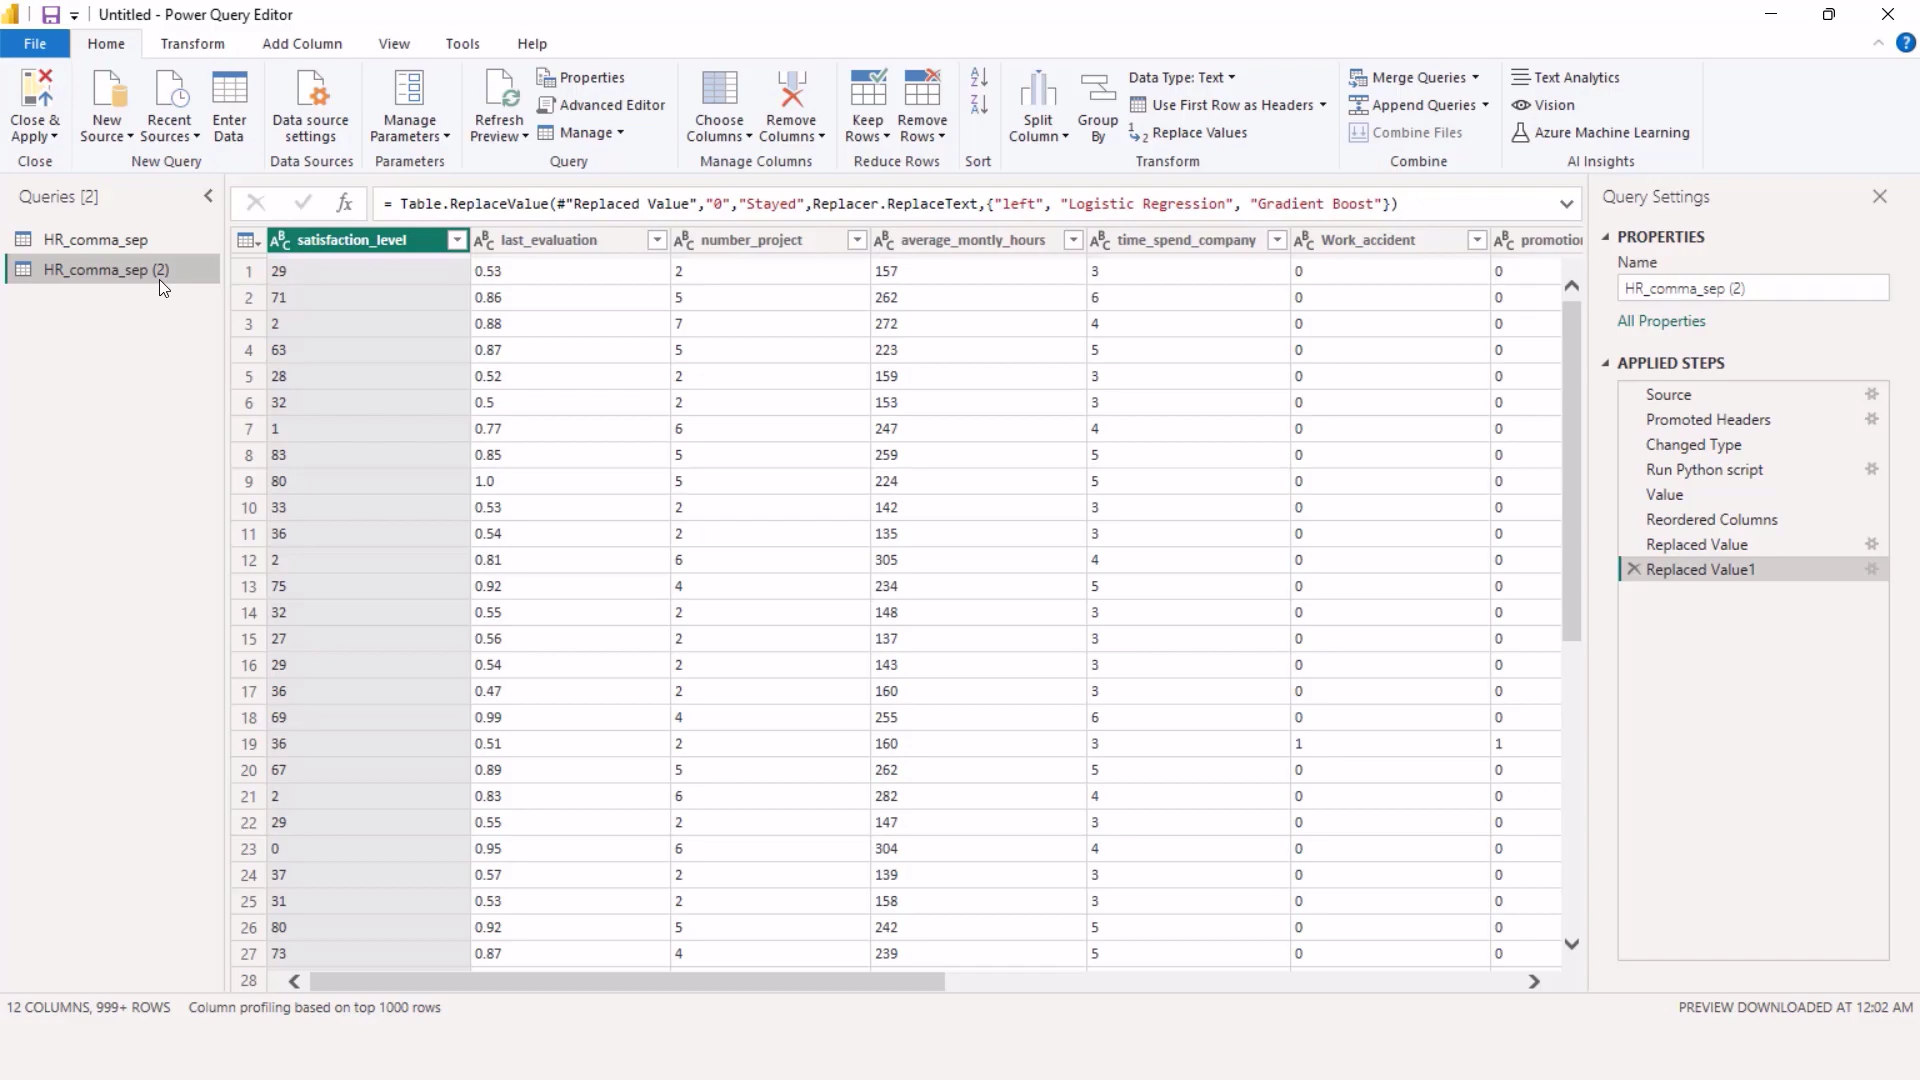 Untitled - Power Query Editor
File Home Transform Add Column View Tools Help ?
Close & Apply
New Source
Recent Sources
Enter Data
Data source settings
Manage Parameters
Refresh Preview
Properties
Advanced Editor
Manage
Choose Columns
Remove Columns
Keep Rows
Remove Rows
Split Column
Group By
Data Type: Text
Use First Row as Headers
Replace Values
Merge Queries
Append Queries
Combine Files
Text Analytics
Vision
Azure Machine Learning
Close New Query Data Sources Parameters Query Manage Columns Reduce Rows Sort Transform Combine AI Insights
Queries [2]
HR_comma_sep
HR_comma_sep (2)
fx = Table.ReplaceValue(#"Replaced Value","0","Stayed",Replacer.ReplaceText,{"left", "Logistic Regression", "Gradient Boost"})
satisfaction_level last_evaluation number_project average_montly_hours time_spend_company Work_accident promotion
1 29 0.53 2 157 3 0 0
2 71 0.86 5 262 6 0 0
3 2 0.88 7 272 4 0 0
4 63 0.87 5 223 5 0 0
5 28 0.52 2 159 3 0 0
6 32 0.5 2 153 3 0 0
7 1 0.77 6 247 4 0 0
8 83 0.85 5 259 5 0 0
9 80 1.0 5 224 5 0 0
10 33 0.53 2 142 3 0 0
11 36 0.54 2 135 3 0 0
12 2 0.81 6 305 4 0 0
13 75 0.92 4 234 5 0 0
14 32 0.55 2 148 3 0 0
15 27 0.56 2 137 3 0 0
16 29 0.54 2 143 3 0 0
17 36 0.47 2 160 3 0 0
18 69 0.99 4 255 6 0 0
19 36 0.51 2 160 3 1 1
20 67 0.89 5 262 5 0 0
21 2 0.83 6 282 4 0 0
22 29 0.55 2 147 3 0 0
23 0 0.95 6 304 4 0 0
24 37 0.57 2 139 3 0 0
25 31 0.53 2 158 3 0 0
26 80 0.92 5 242 5 0 0
27 73 0.87 4 239 5 0 0
28
Query Settings
PROPERTIES
Name
HR_comma_sep (2)
All Properties
APPLIED STEPS
Source
Promoted Headers
Changed Type
Run Python script
Value
Reordered Columns
Replaced Value
Replaced Value1
12 COLUMNS, 999+ ROWS Column profiling based on top 1000 rows
PREVIEW DOWNLOADED AT 12:02 AM